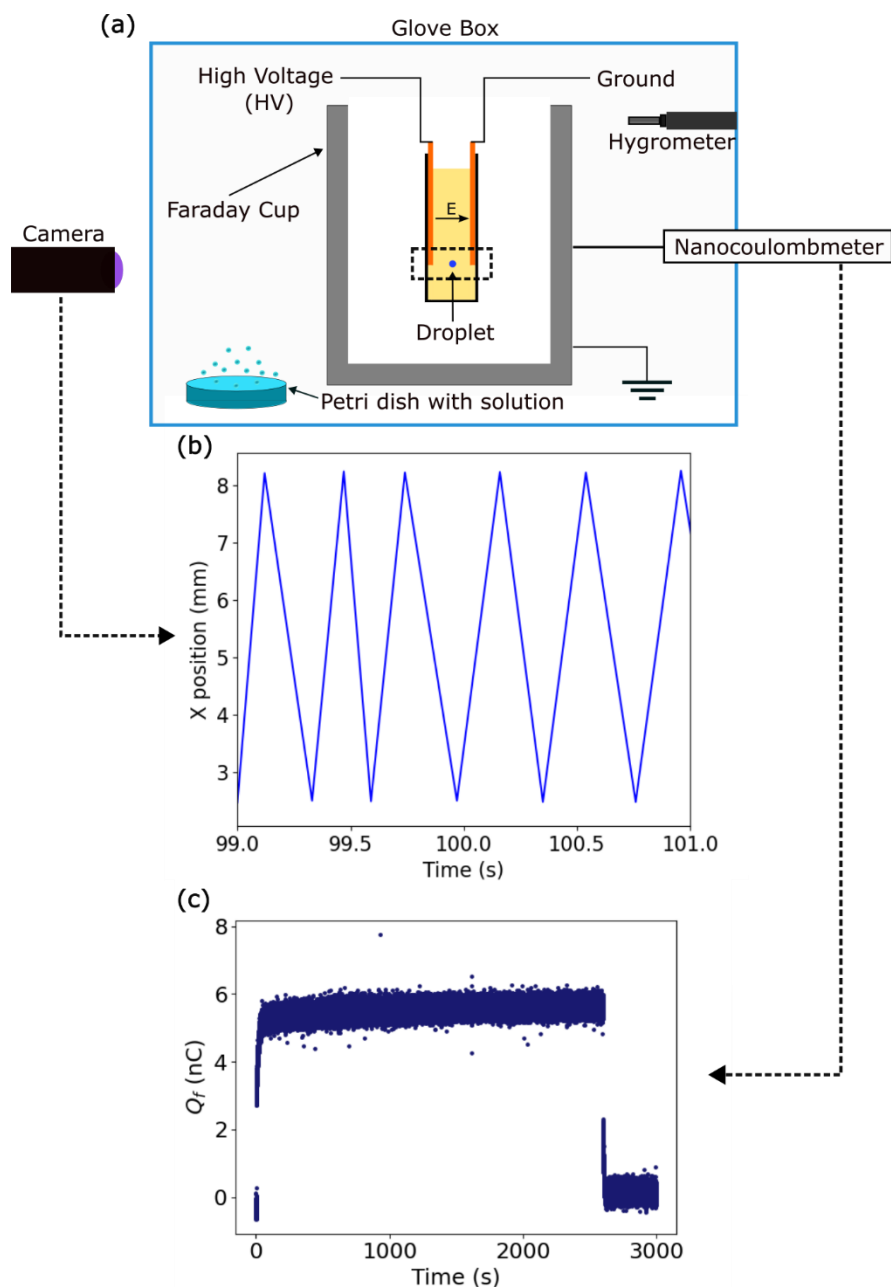 (a)
Glove Box
High Voltage
(HV)
Ground
Hygrometer
Faraday Cup
E
Camera
Nanocoulombmeter
Droplet
Petri dish with solution
(b)
8
7
6
5
4
3
X position (mm)
99.0 99.5 100.0 100.5 101.0
Time (s)
(c)
8
6
4
2
0
Qf (nC)
0 1000 2000 3000
Time (s)